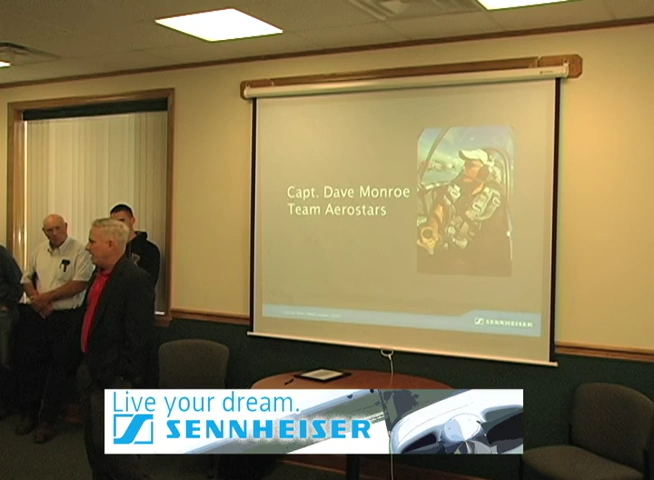 Capt. Dave Monroe
Team Aerostars
SENNHEISER
Live your dream.
SENNHEISER